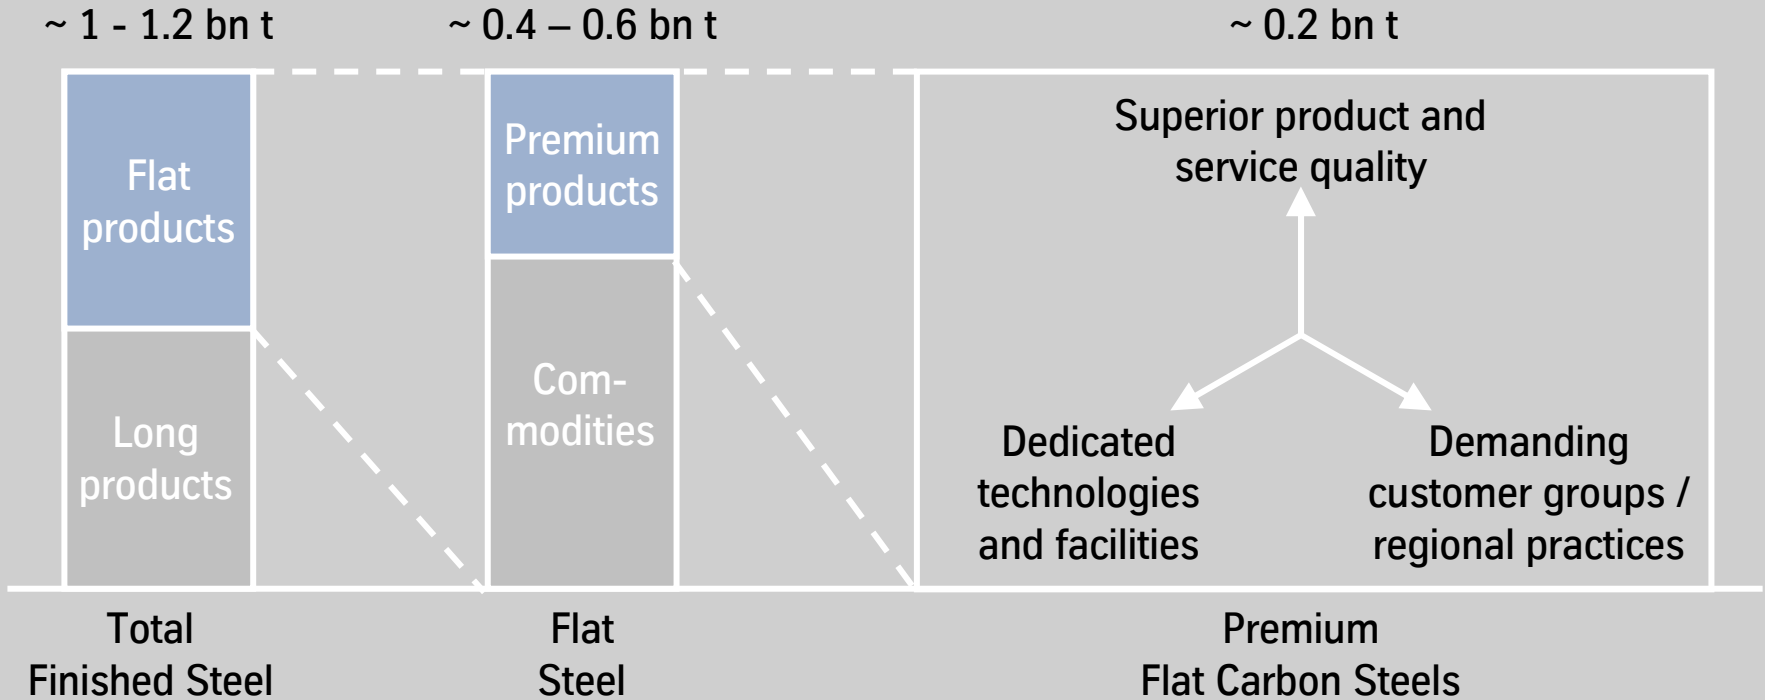 ~ 1 - 1.2 bn t
~ 0.4 – 0.6 bn t
~ 0.2 bn t
Flat
products
Long
products
Premium
products
Com-
modities
Superior product and
service quality
Dedicated
technologies
and facilities
Demanding
customer groups /
regional practices
Total
Finished Steel
Flat
Steel
Premium
Flat Carbon Steels